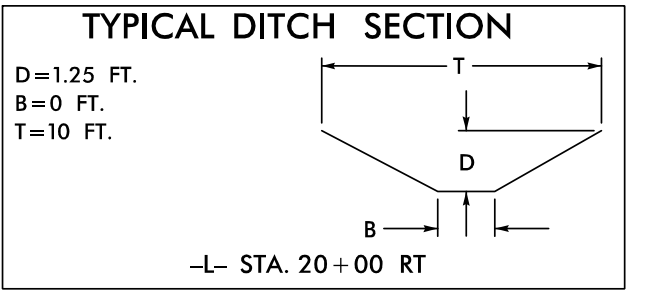 TYPICAL DITCH SECTION
D=1.25 FT.
B=0 FT.
T=10 FT.
T
D
B
-L- STA. 20+00 RT